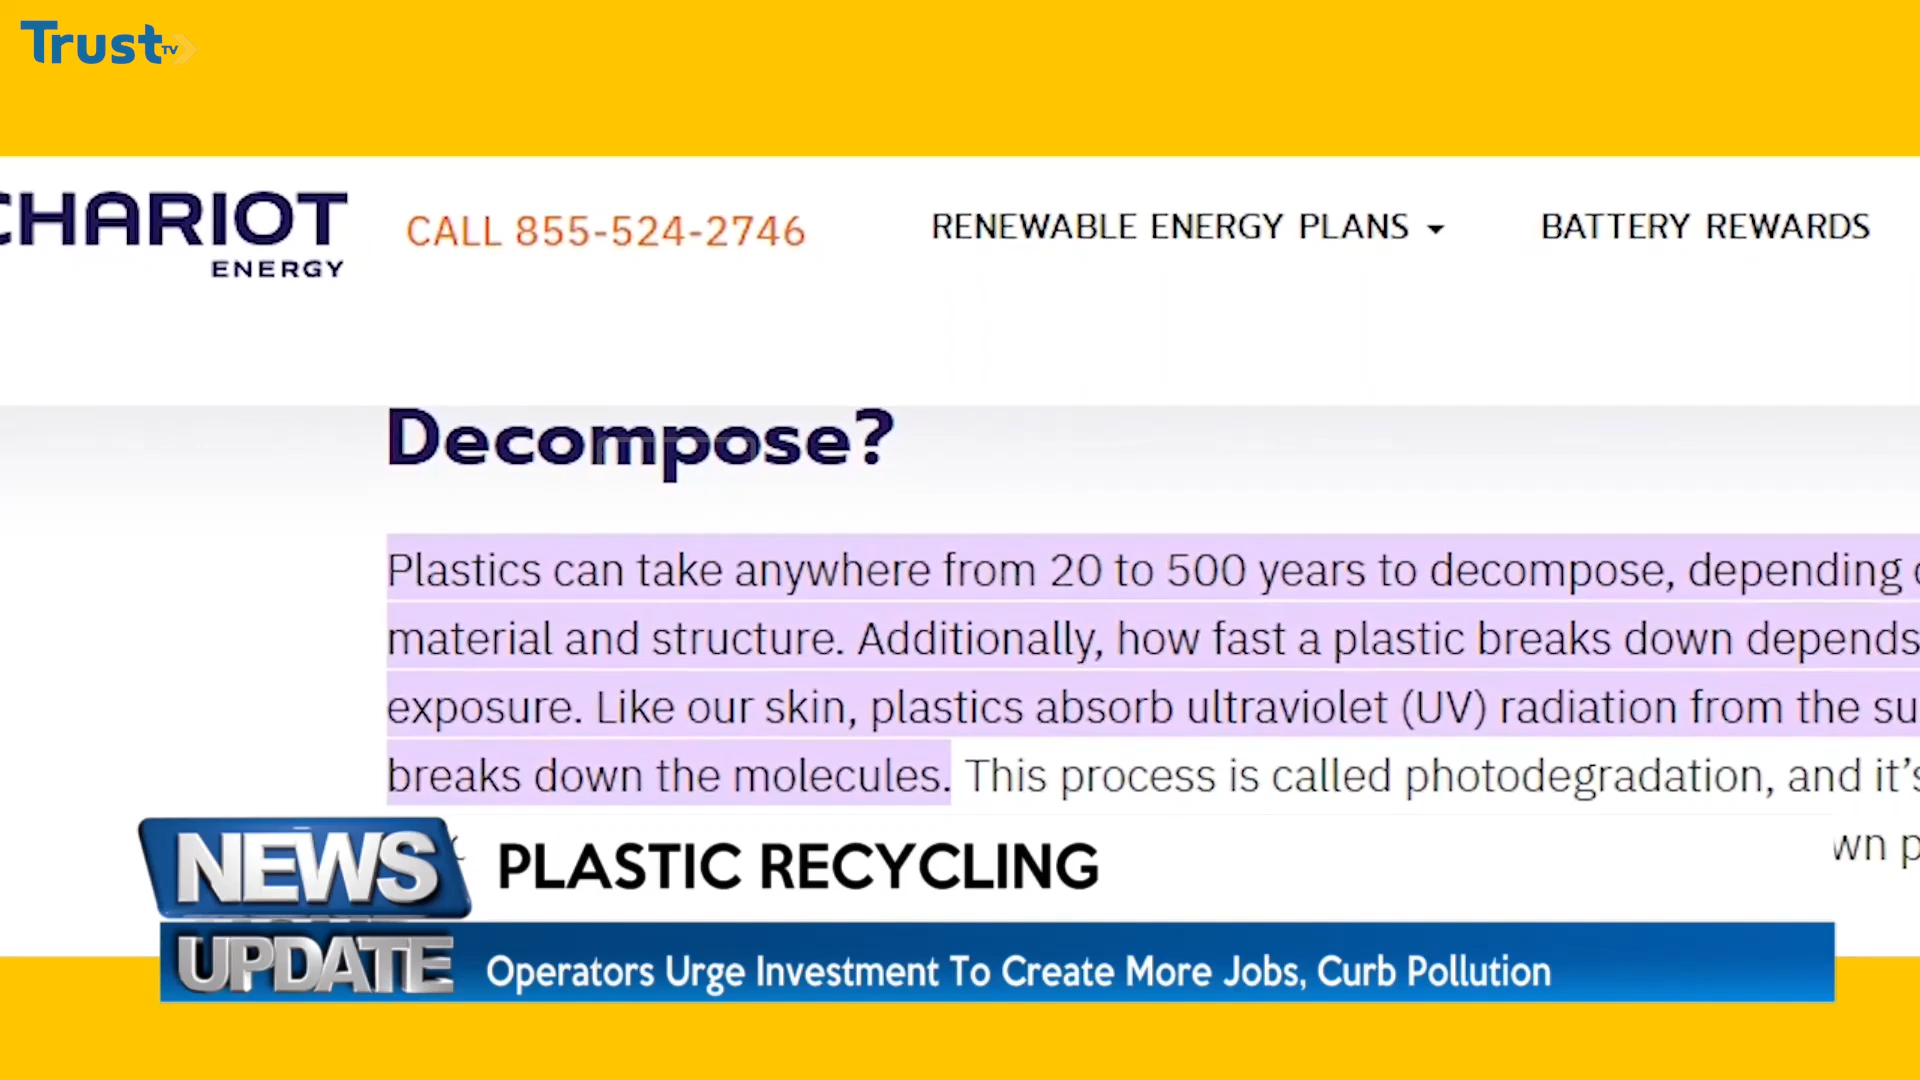 Trust TV
CHARIOT
ENERGY
CALL 855-524-2746
RENEWABLE ENERGY PLANS
BATTERY REWARDS
Decompose?
Plastics can take anywhere from 20 to 500 years to decompose, depending
material and structure. Additionally, how fast a plastic breaks down depends
exposure. Like our skin, plastics absorb ultraviolet (UV) radiation from the
breaks down the molecules. This process is called photodegradation, and it's
wn p
NEWS
UPDATE
PLASTIC RECYCLING
Operators Urge Investment To Create More Jobs, Curb Pollution